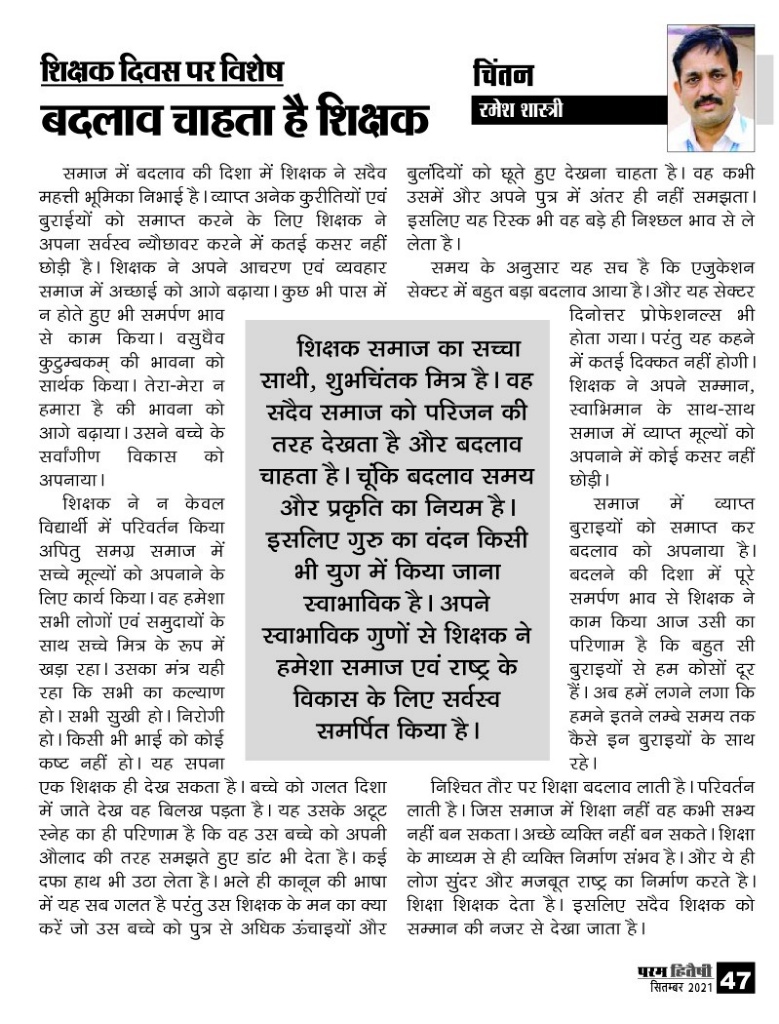 शिक्षक दिवस पर विशेष
बदलाव चाहता है शिक्षक
चिंतन
रमेश शास्त्री
समाज में बदलाव की दिशा में शिक्षक ने सदैव
महत्ती भूमिका निभाई है। व्याप्त अनेक कुरीतियों एवं
बुराईयों को समाप्त करने के लिए शिक्षक ने
अपना सर्वस्व न्यौछावर करने में कतई कसर नहीं
छोड़ी है। शिक्षक ने अपने आचरण एवं व्यवहार
समाज में अच्छाई को आगे बढ़ाया। कुछ भी पास में
न होते हुए भी समर्पण भाव
से काम किया। वसुधैव
कुटुम्बकम् की भावना को
सार्थक किया। तेरा-मेरा न
हमारा है की भावना को
आगे बढ़ाया। उसने बच्चे के
सर्वांगीण विकास को
अपनाया।
शिक्षक ने न केवल
विद्यार्थी में परिवर्तन किया
अपितु समग्र समाज में
सच्चे मूल्यों को अपनाने के
लिए कार्य किया। वह हमेशा
सभी लोगों एवं समुदायों के
साथ सच्चे मित्र के रूप में
खड़ा रहा। उसका मंत्र यही
रहा कि सभी का कल्याण
हो। सभी सुखी हो। निरोगी
हो। किसी भी भाई को कोई
कष्ट नहीं हो। यह सपना
एक शिक्षक ही देख सकता है। बच्चे को गलत दिशा
में जाते देख वह बिलख पड़ता है। यह उसके अटूट
स्नेह का ही परिणाम है कि वह उस बच्चे को अपनी
औलाद की तरह समझते हुए डांट भी देता है। कई
दफा हाथ भी उठा लेता है। भले ही कानून की भाषा
में यह सब गलत है परंतु उस शिक्षक के मन का क्या
करें जो उस बच्चे को पुत्र से अधिक ऊंचाइयों और
शिक्षक समाज का सच्चा
साथी, शुभचिंतक मित्र है। वह
सदैव समाज को परिजन की
तरह देखता है और बदलाव
चाहता है। चूंकि बदलाव समय
और प्रकृति का नियम है।
इसलिए गुरु का वंदन किसी
भी युग में किया जाना
स्वाभाविक है। अपने
स्वाभाविक गुणों से शिक्षक ने
हमेशा समाज एवं राष्ट्र के
विकास के लिए सर्वस्व
समर्पित किया है।
बुलंदियों को छूते हुए देखना चाहता है। वह कभी
उसमें और अपने पुत्र में अंतर ही नहीं समझता।
इसलिए यह रिस्क भी वह बड़े ही निश्छल भाव से ले
लेता है।
समय के अनुसार यह सच है कि एजुकेशन
सेक्टर में बहुत बड़ा बदलाव आया है। और यह सेक्टर
दिनोत्तर प्रोफेशनल्स भी
होता गया। परंतु यह कहने
में कतई दिक्कत नहीं होगी।
शिक्षक ने अपने सम्मान,
स्वाभिमान के साथ-साथ
समाज में व्याप्त मूल्यों को
अपनाने में कोई कसर नहीं
छोड़ी।
समाज में व्याप्त
बुराइयों को समाप्त कर
बदलाव को अपनाया है।
बदलने की दिशा में पूरे
समर्पण भाव से शिक्षक ने
काम किया आज उसी का
परिणाम है कि बहुत सी
बुराइयों से हम कोसों दूर
हैं। अब हमें लगने लगा कि
हमने इतने लम्बे समय तक
कैसे इन बुराइयों के साथ
रहे।
निश्चित तौर पर शिक्षा बदलाव लाती है। परिवर्तन
लाती है। जिस समाज में शिक्षा नहीं वह कभी सभ्य
नहीं बन सकता। अच्छे व्यक्ति नहीं बन सकते। शिक्षा
के माध्यम से ही व्यक्ति निर्माण संभव है। और ये ही
लोग सुंदर और मजबूत राष्ट्र का निर्माण करते है।
शिक्षा शिक्षक देता है। इसलिए सदैव शिक्षक को
सम्मान की नजर से देखा जाता है।
परम हितैषी
सितम्बर 2021
47